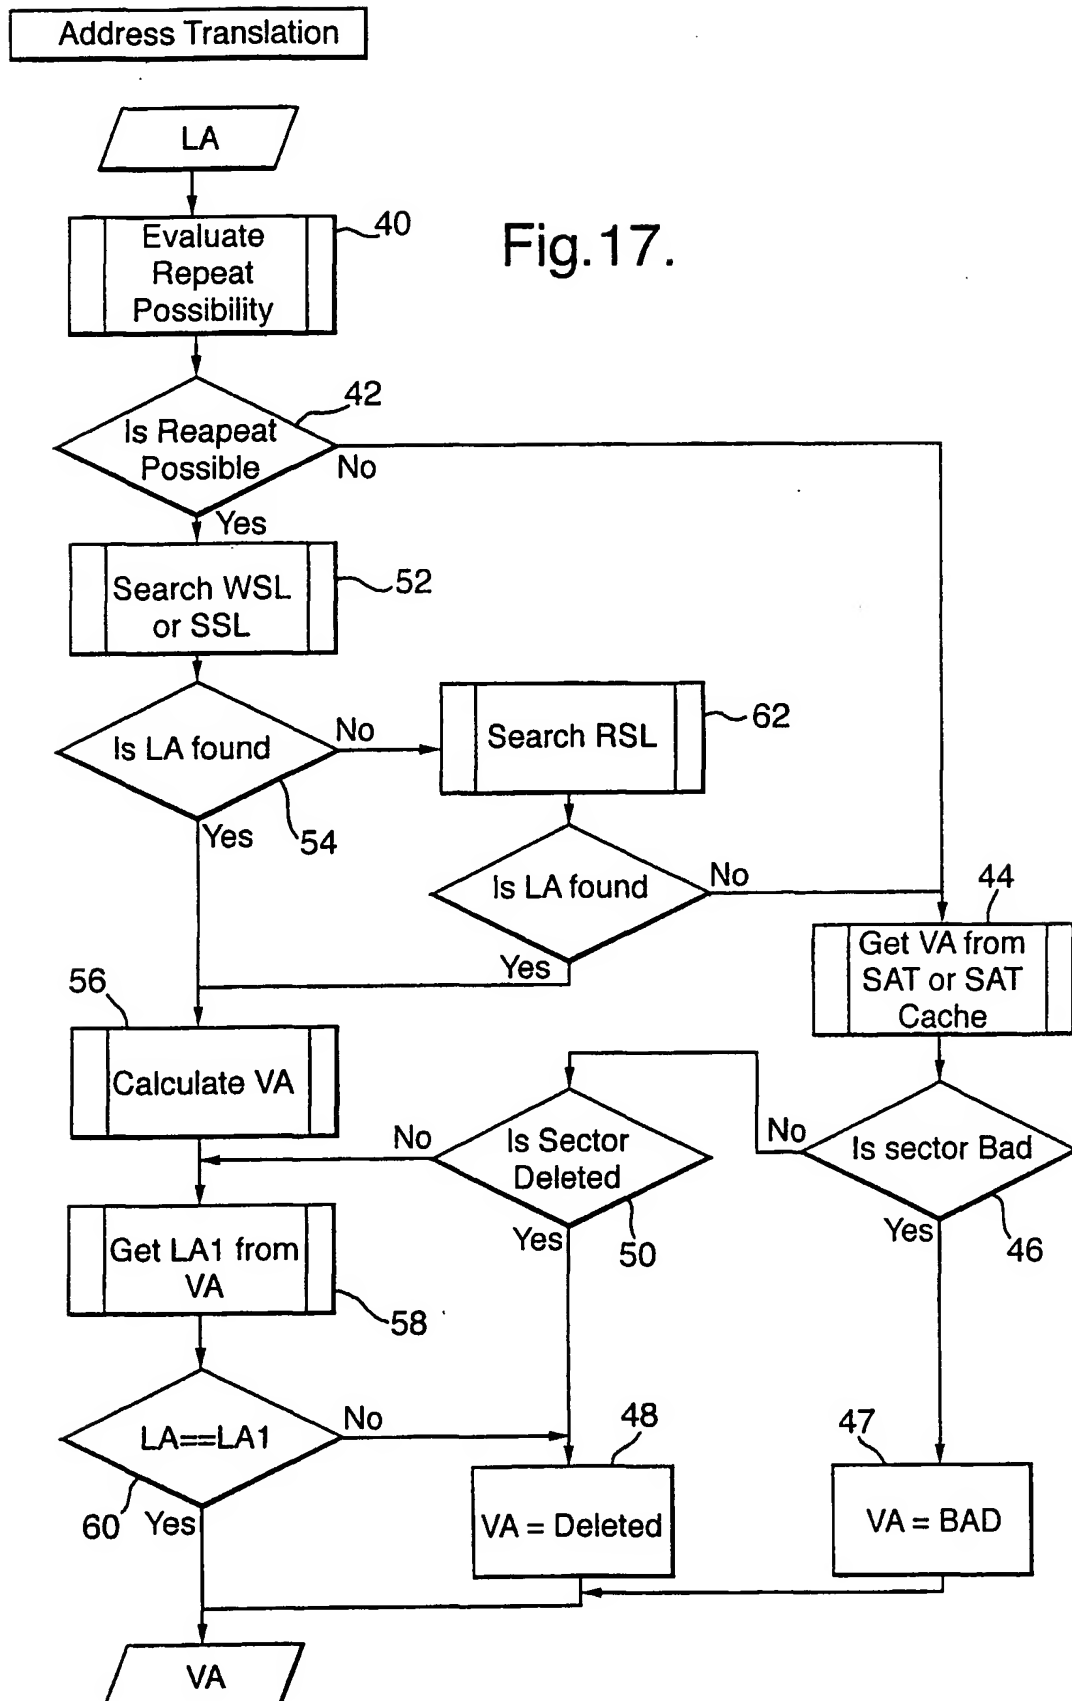 Address Translation
LA
Fig.17.
Evaluate
Repeat
Possibility
40
Is Reapeat
Possible
42
No
Yes
Search WSL
or SSL
52
Is LA found
No
54
Yes
Search RSL
62
Is LA found
No
Yes
44
Get VA from
SAT or SAT
Cache
56
Calculate VA
No
Is Sector
Deleted
50
Yes
No
Is sector Bad
46
Yes
Get LA1 from
VA
58
LA==LA1
No
60
Yes
48
VA = Deleted
47
VA = BAD
VA